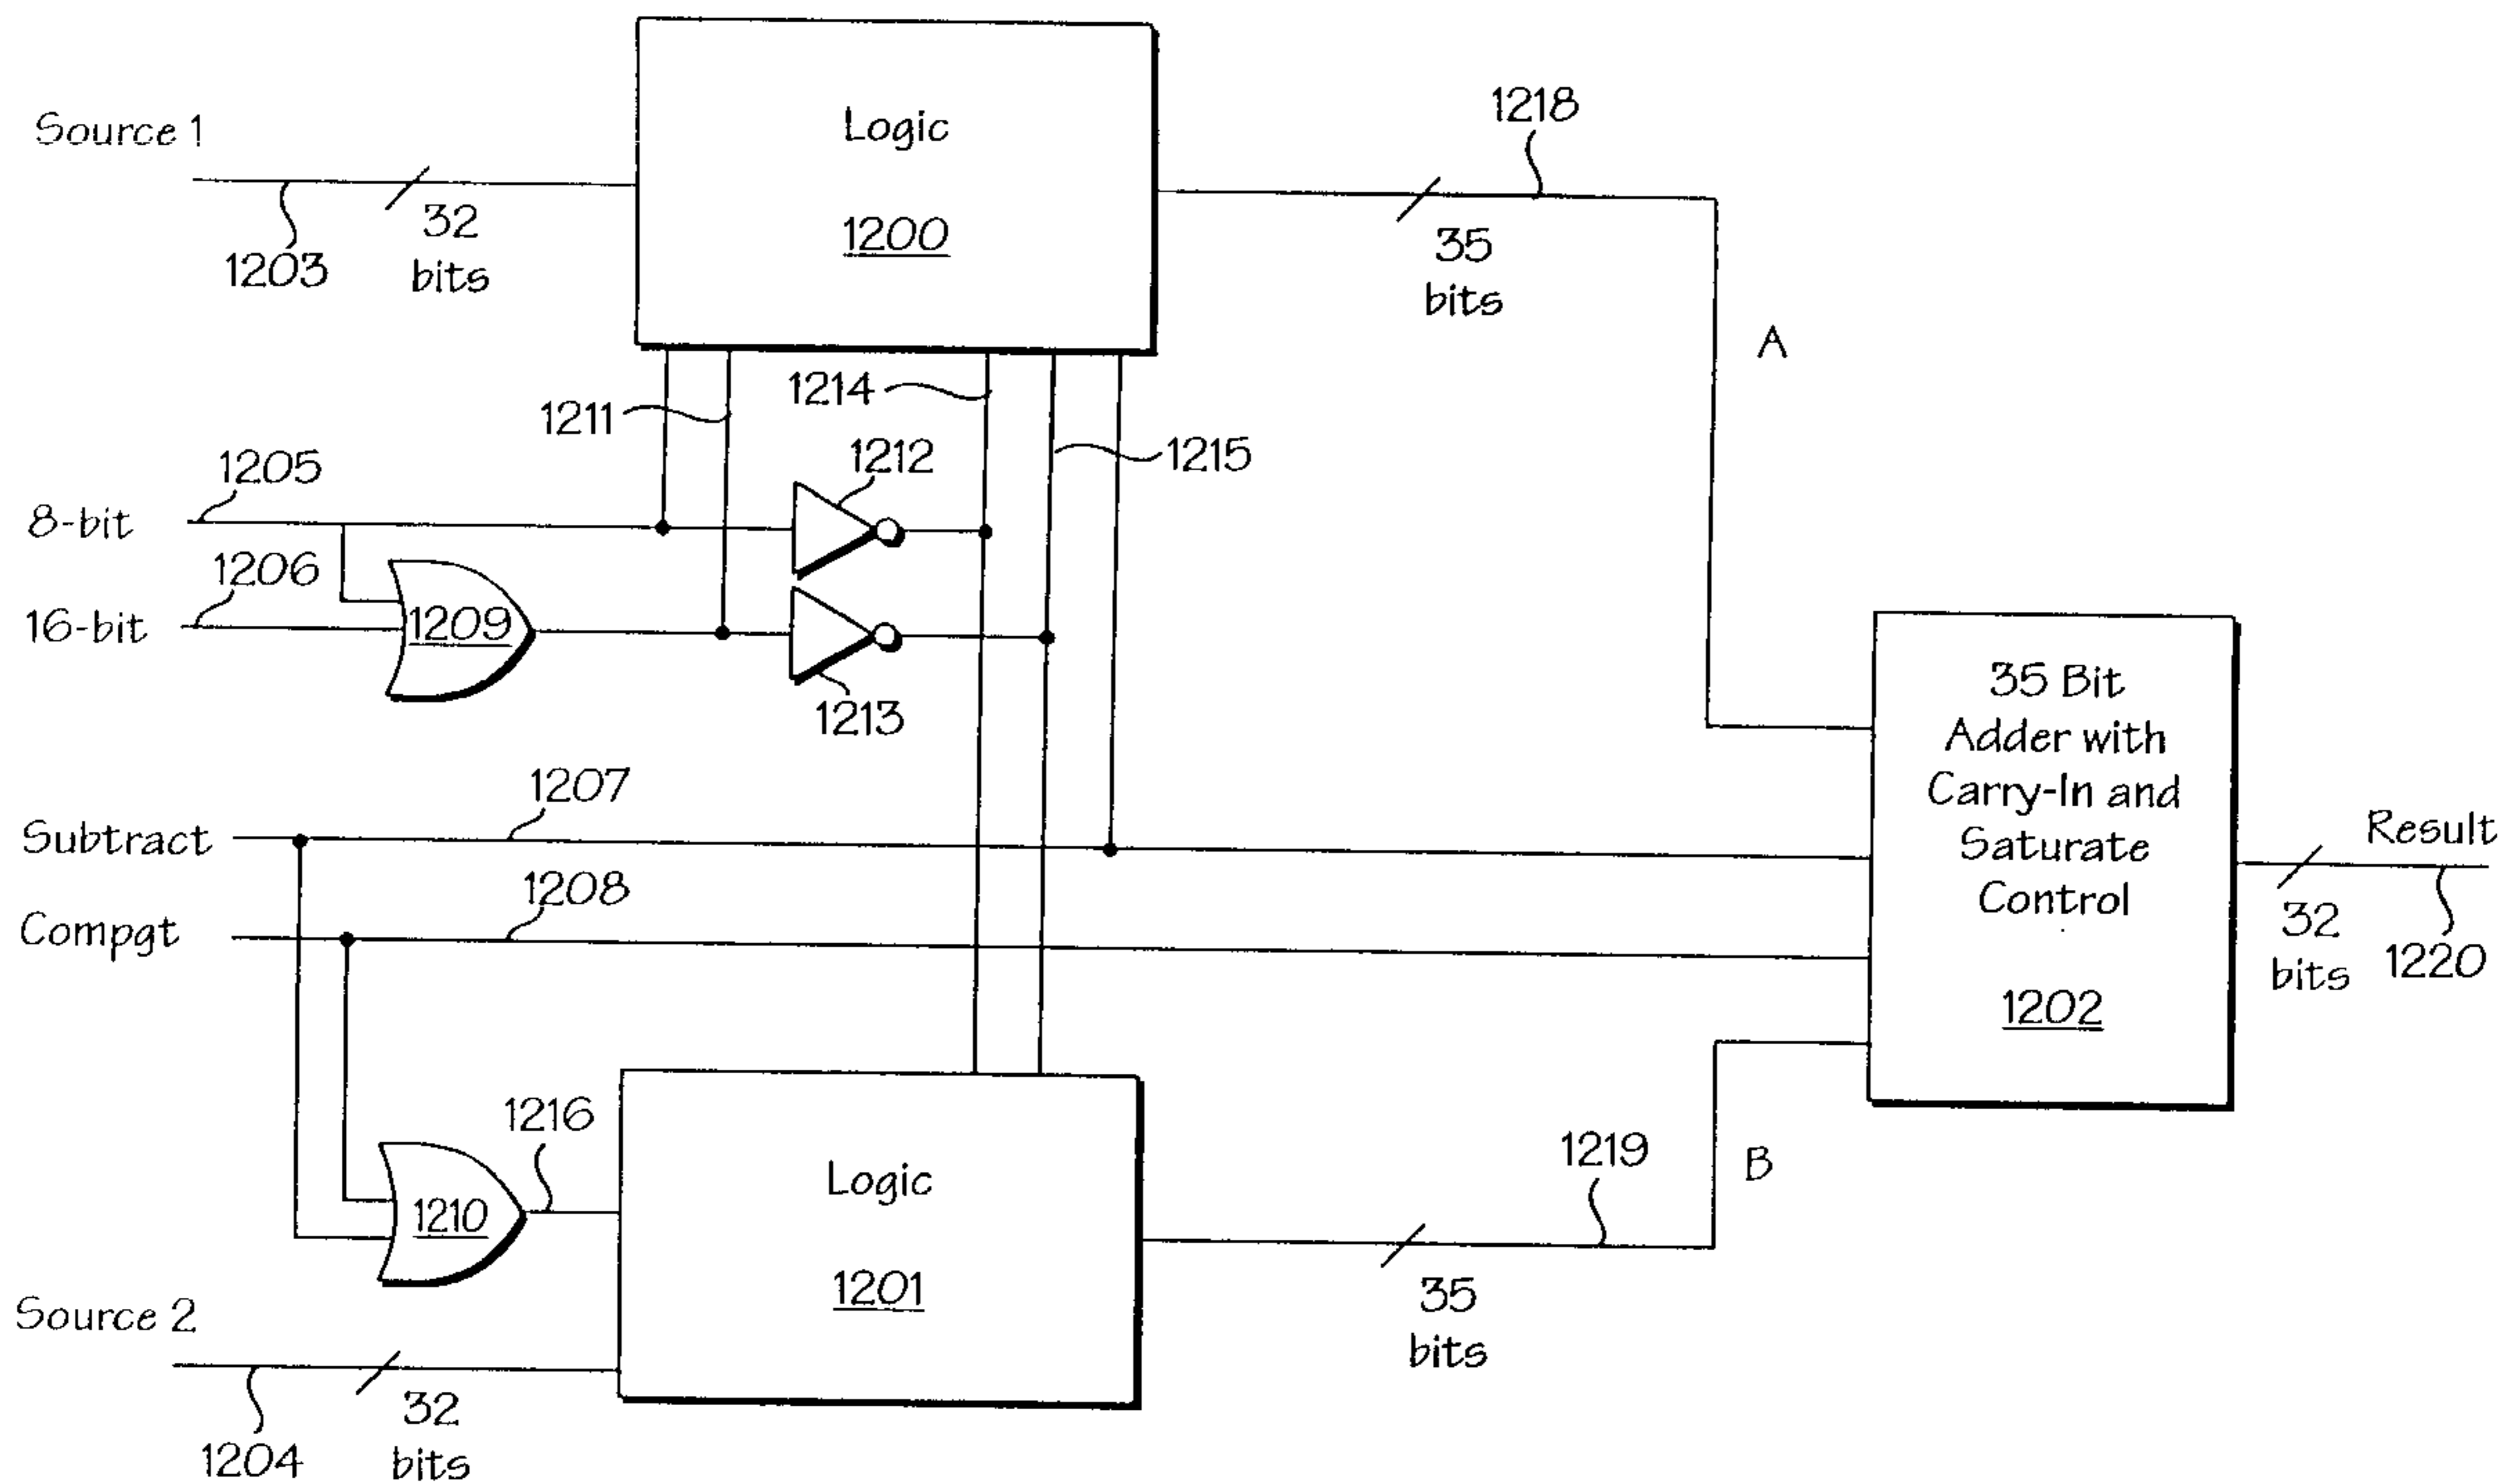 Source 1
1203
32
bits
Logic
1200
1218
35
bits
A
1211
1214
1215
1212
8-bit
1205
16-bit
1206
1209
1213
Subtract
1207
Compgt
1208
35 Bit
Adder with
Carry-In and
Saturate
Control
1202
Result
32
bits
1220
1210
1216
Logic
1201
1219
B
35
bits
Source 2
1204
32
bits